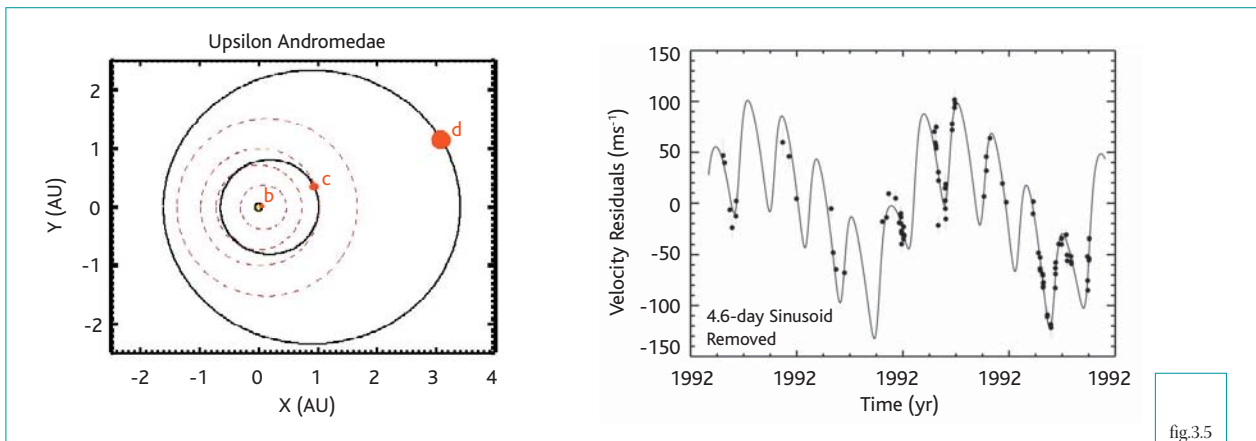 Upsilon Andromedae
2
1
0
-1
-2
Y (AU)
-2 -1 0 1 2 3 4
X (AU)
b
c
d
150
100
50
0
-50
-100
-150
Velocity Residuals (ms⁻¹)
4.6-day Sinusoid
Removed
1992 1992 1992 1992 1992
Time (yr)
fig.3.5